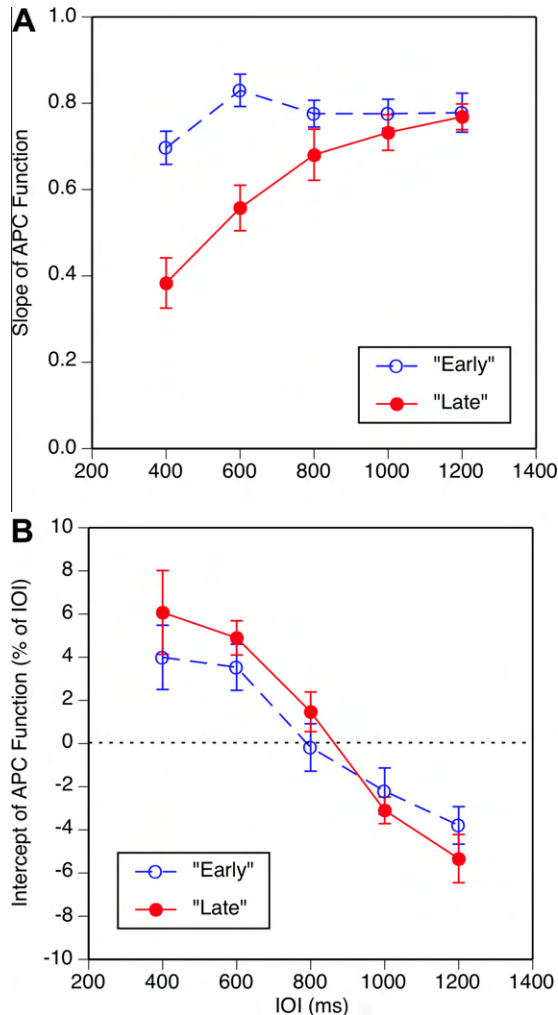 A
Slope of APC Function
1.0
0.8
0.6
0.4
0.2
0.0
"Early"
"Late"
200 400 600 800 1000 1200 1400
B
Intercept of APC Function (% of IOI)
10
8
6
4
2
0
-2
-4
-6
-8
-10
"Early"
"Late"
200 400 600 800 1000 1200 1400
IOI (ms)